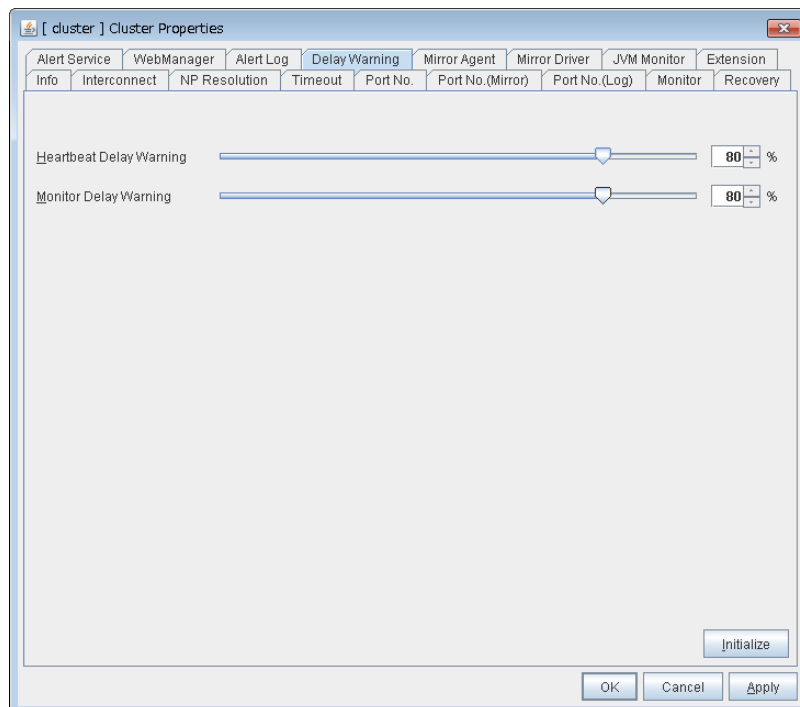 [ cluster ] Cluster Properties
Alert Service WebManager Alert Log Delay Warning Mirror Agent Mirror Driver JVM Monitor Extension
Info Interconnect NP Resolution Timeout Port No. Port No.(Mirror) Port No.(Log) Monitor Recovery
Heartbeat Delay Warning 80 %
Monitor Delay Warning 80 %
Initialize
OK Cancel Apply